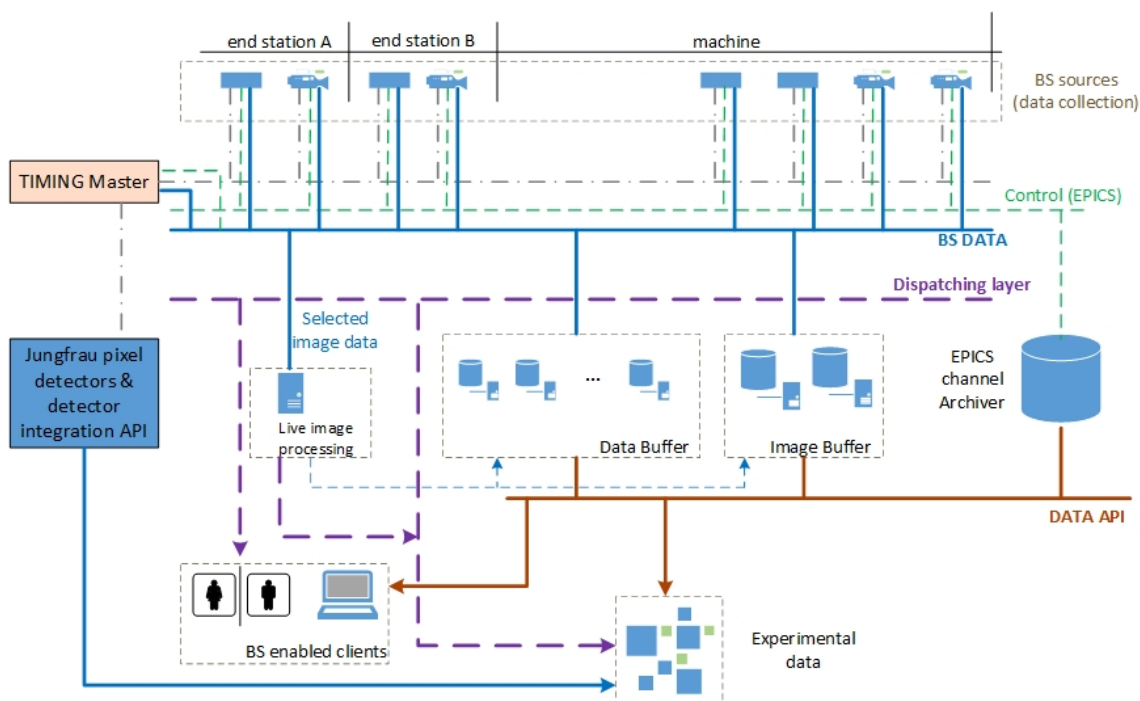 end station A
end station B
machine
BS sources
(data collection)
TIMING Master
Control (EPICS)
BS DATA
Dispatching layer
Selected
image data
Jungfrau pixel
detectors &
detector
integration API
Live image
processing
...
Data Buffer
Image Buffer
EPICS
channel
Archiver
DATA API
BS enabled clients
Experimental
data